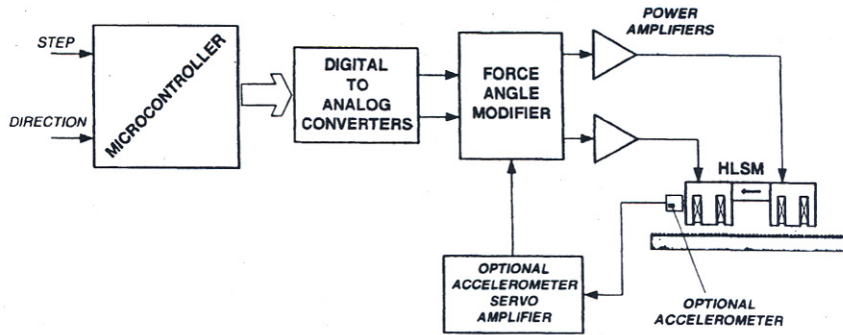 STEP
DIRECTION
MICROCONTROLLER
DIGITAL
TO
ANALOG
CONVERTERS
FORCE
ANGLE
MODIFIER
POWER
AMPLIFIERS
HLSM
OPTIONAL
ACCELEROMETER
SERVO
AMPLIFIER
OPTIONAL
ACCELEROMETER